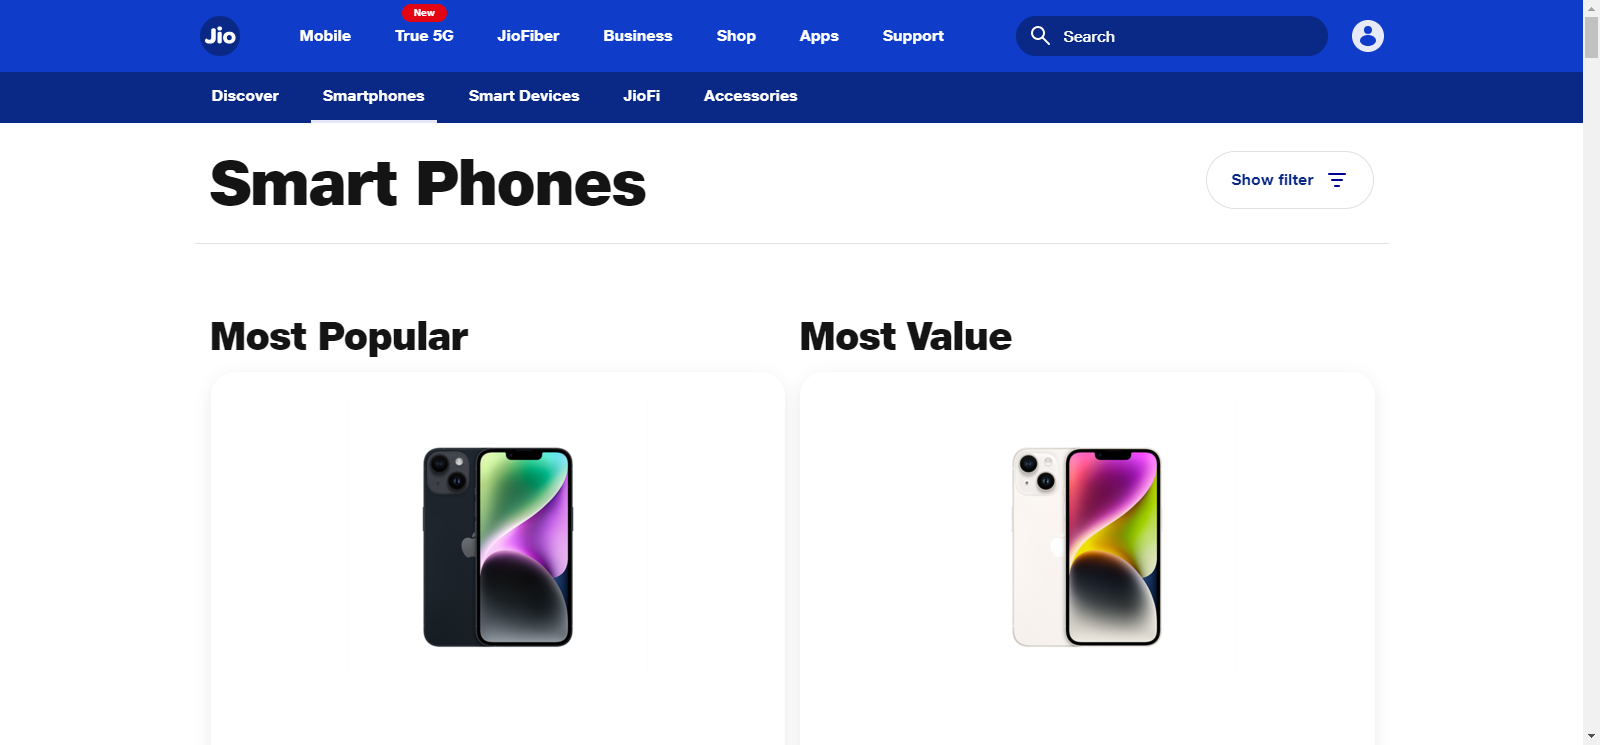 Jio
Mobile
New
True 5G
JioFiber
Business
Shop
Apps
Support
Search
Discover
Smartphones
Smart Devices
JioFi
Accessories
Smart Phones
Show filter
Most Popular
Most Value